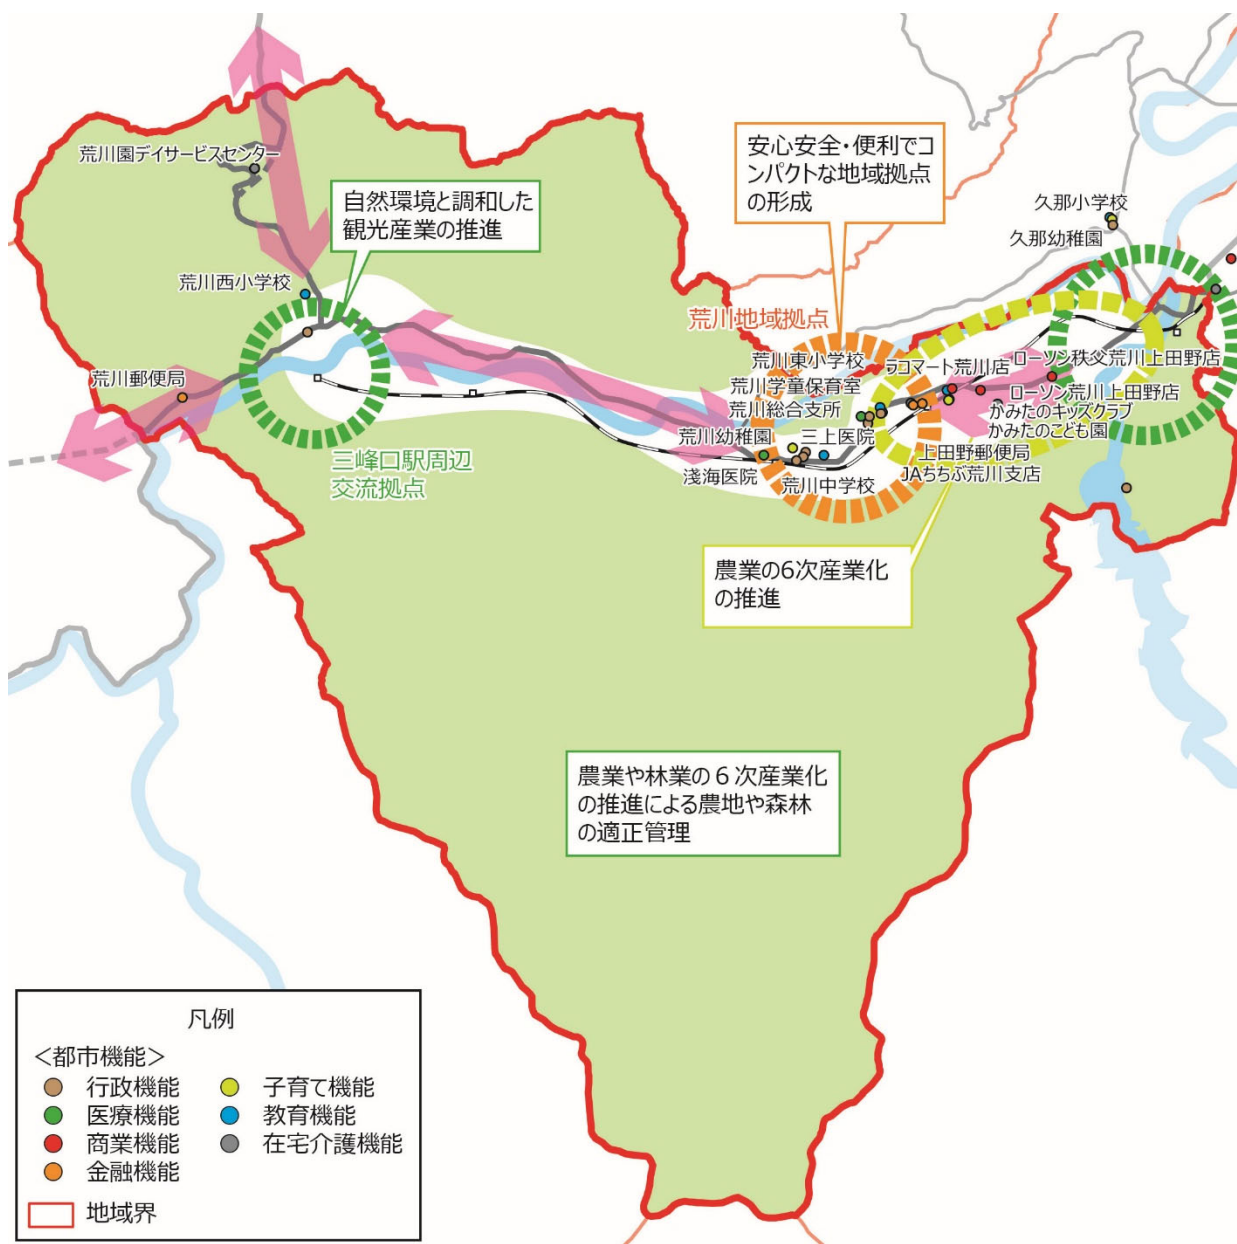 荒川園デイサービスセンター
自然環境と調和した
観光産業の推進
安心安全・便利でコ
ンパクトな地域拠点
の形成
久那小学校
久那幼稚園
荒川西小学校
荒川地域拠点
荒川郵便局
荒川東小学校
ラコマート荒川店
ローソン秩父荒川上田野店
荒川学童保育室
ローソン荒川上田野店
荒川総合支所
かみたのキッズクラブ
かみたのこども園
荒川幼稚園
三上医院
上田野郵便局
淺海医院
JAちちぶ荒川支店
荒川中学校
三峰口駅周辺
交流拠点
農業の6次産業化
の推進
農業や林業の６次産業化
の推進による農地や森林
の適正管理
凡例
＜都市機能＞
行政機能
子育て機能
医療機能
教育機能
商業機能
在宅介護機能
金融機能
地域界